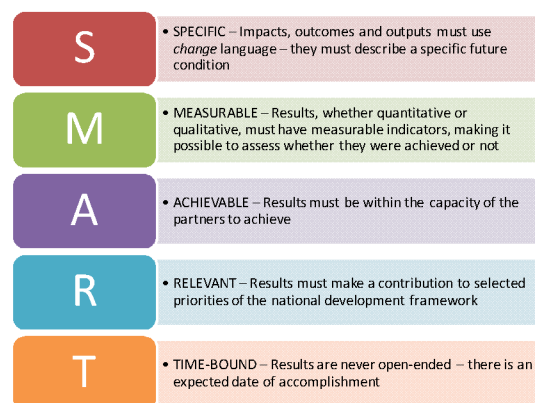 S
• SPECIFIC – Impacts, outcomes and outputs must use
change language – they must describe a specific future
condition
M
• MEASURABLE – Results, whether quantitative or
qualitative, must have measurable indicators, making it
possible to assess whether they were achieved or not
A
• ACHIEVABLE – Results must be within the capacity of the
partners to achieve
R
• RELEVANT – Results must make a contribution to selected
priorities of the national development framework
T
• TIME-BOUND – Results are never open-ended – there is an
expected date of accomplishment